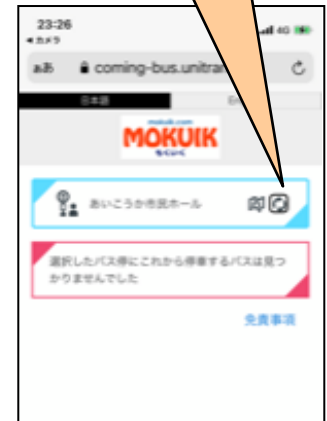 23:26
4G
◀カメラ
ああ coming-bus.unitran
日本語 En
mokuik.com
MOKUIK
もくいく
あいこうか市民ホール
選択したバス停にこれから停車するバスは見つ
かりませんでした
免責事項